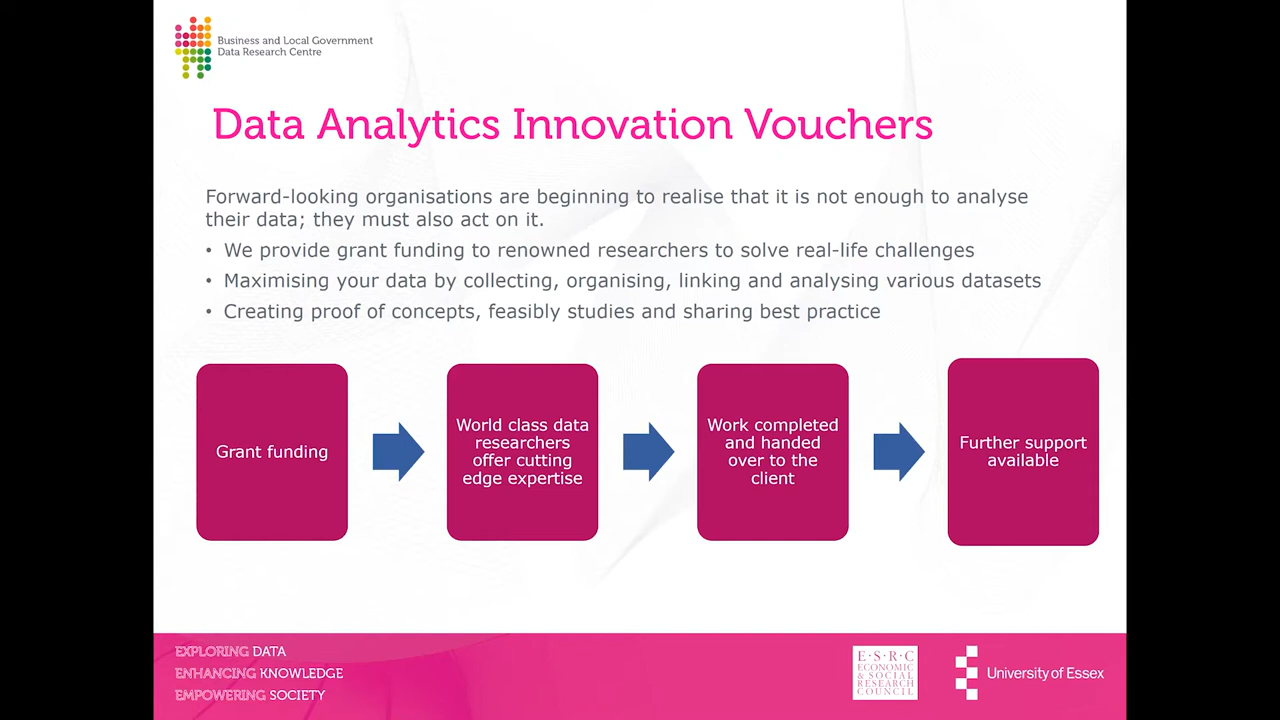 Business and Local Government
Data Research Centre
Data Analytics Innovation Vouchers
Forward-looking organisations are beginning to realise that it is not enough to analyse
their data; they must also act on it.
• We provide grant funding to renowned researchers to solve real-life challenges
• Maximising your data by collecting, organising, linking and analysing various datasets
• Creating proof of concepts, feasibly studies and sharing best practice
Grant funding
World class data
researchers
offer cutting
edge expertise
Work completed
and handed
over to the
client
Further support
available
EXPLORING DATA
ENHANCING KNOWLEDGE
EMPOWERING SOCIETY
E·S·R·C
ECONOMIC
& SOCIAL
RESEARCH
COUNCIL
University of Essex